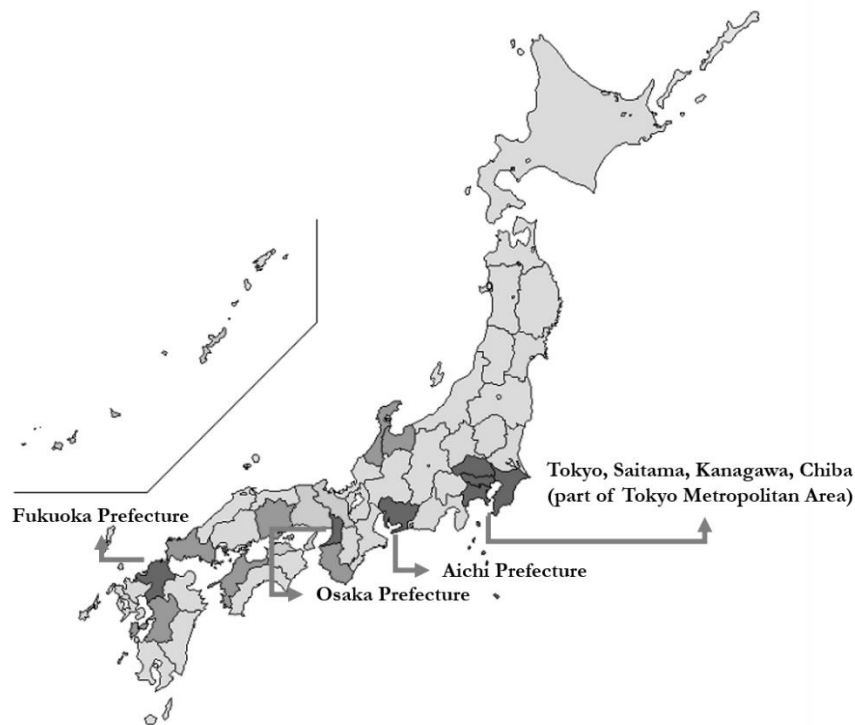 Tokyo, Saitama, Kanagawa, Chiba
(part of Tokyo Metropolitan Area)
Fukuoka Prefecture
Aichi Prefecture
Osaka Prefecture